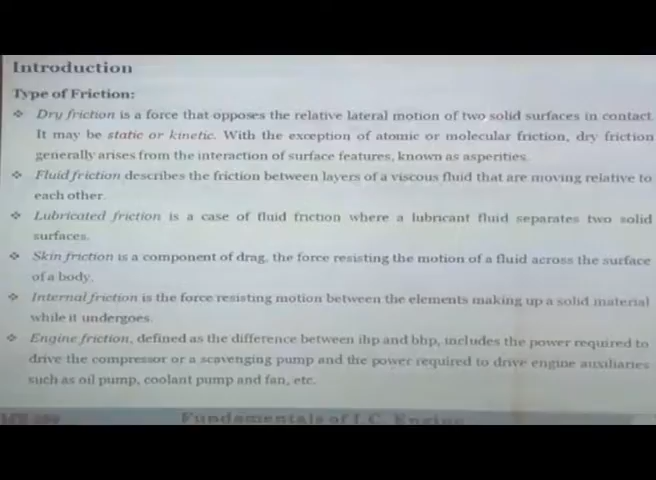 Introduction
Type of Friction:
❖ Dry friction is a force that opposes the relative lateral motion of two solid surfaces in contact.
It may be static or kinetic. With the exception of atomic or molecular friction, dry friction
generally arises from the interaction of surface features, known as asperities.
❖ Fluid friction describes the friction between layers of a viscous fluid that are moving relative to
each other.
❖ Lubricated friction is a case of fluid friction where a lubricant fluid separates two solid
surfaces.
❖ Skin friction is a component of drag, the force resisting the motion of a fluid across the surface
of a body.
❖ Internal friction is the force resisting motion between the elements making up a solid material
while it undergoes.
❖ Engine friction, defined as the difference between ihp and bhp, includes the power required to
drive the compressor or a scavenging pump and the power required to drive engine auxiliaries
such as oil pump, coolant pump and fan, etc.
Fundamentals of I.C. Engine